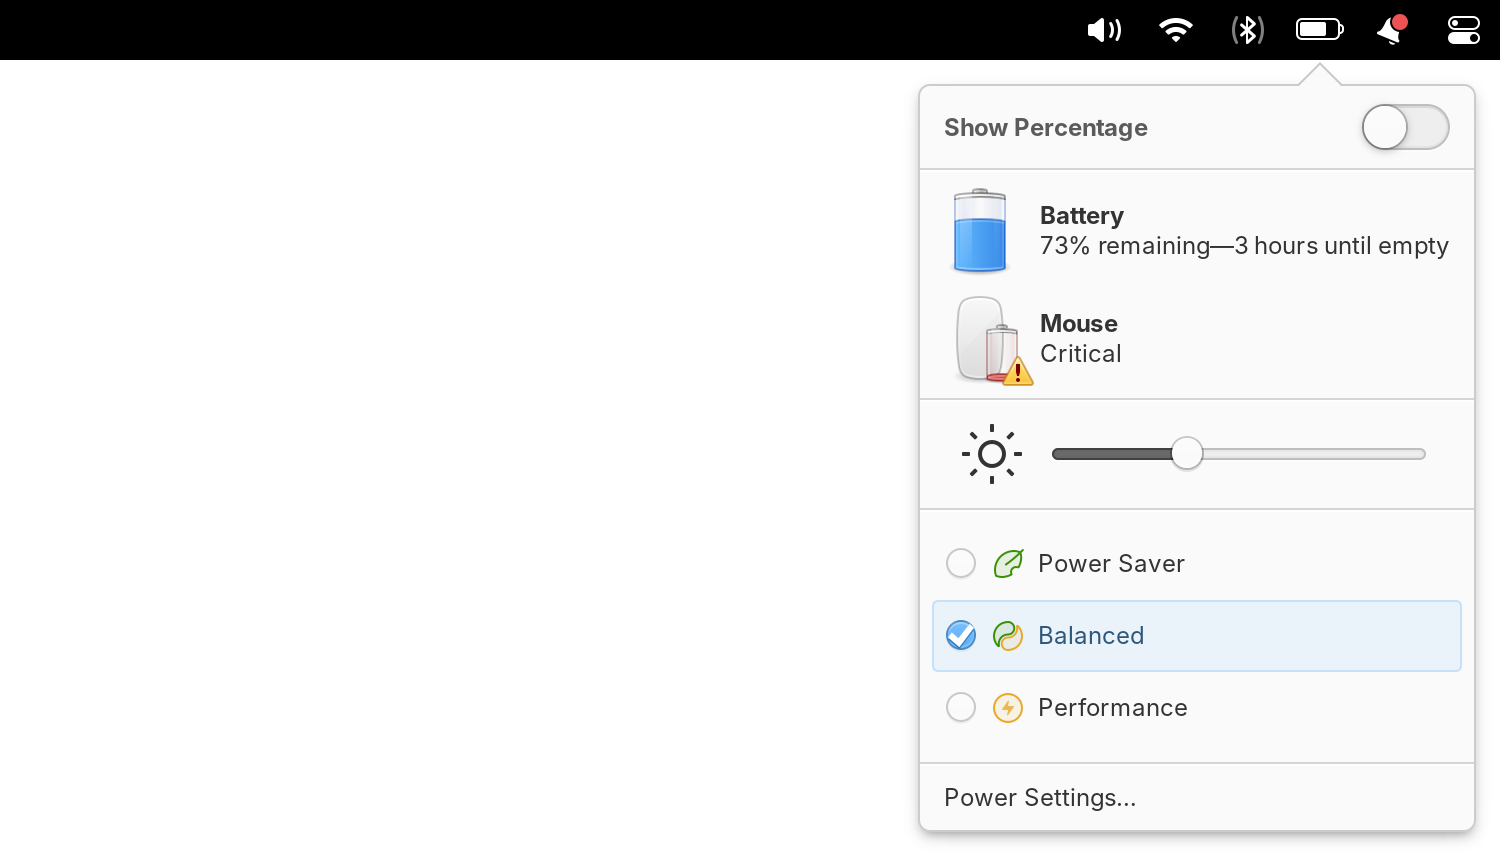 Show Percentage
Battery
73% remaining—3 hours until empty
Mouse
Critical
Power Saver
Balanced
Performance
Power Settings...